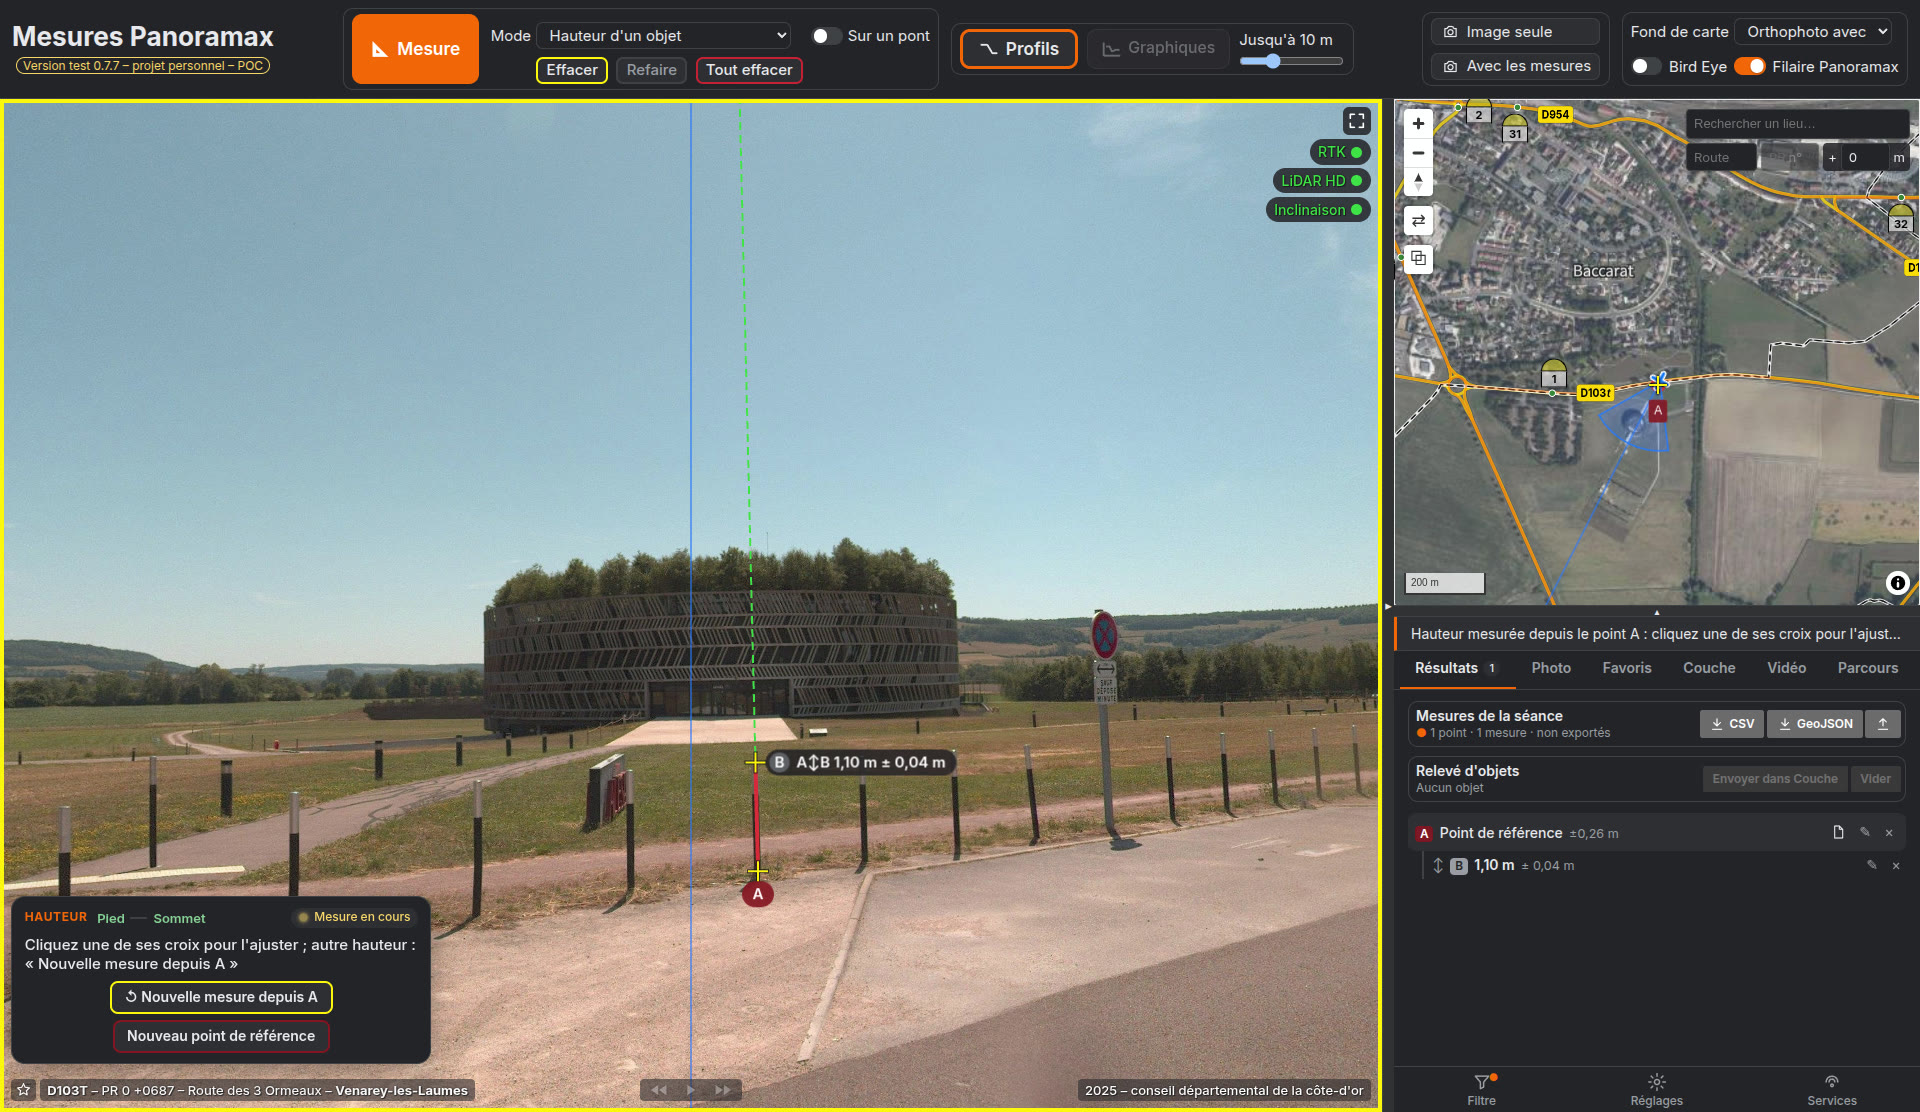 Mesures Panoramax
Version test 0.7.7 – projet personnel – POC
Mesure
Mode
Hauteur d'un objet
Sur un pont
Effacer
Refaire
Tout effacer
Profils
Graphiques
Jusqu'à 10 m
Image seule
Avec les mesures
Fond de carte
Orthophoto avec
Bird Eye
Filaire Panoramax
RTK
LiDAR HD
Inclinaison
B A↕B 1,10 m ± 0,04 m
A
HAUTEUR Pied — Sommet
Mesure en cours
Cliquez une de ses croix pour l'ajuster ; autre hauteur :
« Nouvelle mesure depuis A »
Nouvelle mesure depuis A
Nouveau point de référence
D103T – PR 0 +0687 – Route des 3 Ormeaux – Venarey-les-Laumes
2025 – conseil départemental de la côte-d'or
2
31
D954
Rechercher un lieu…
Route
+ 0 m
32
D1
Baccarat
1
D103t
A
200 m
Hauteur mesurée depuis le point A : cliquez une de ses croix pour l'ajust...
Résultats 1
Photo
Favoris
Couche
Vidéo
Parcours
Mesures de la séance
1 point · 1 mesure · non exportés
CSV
GeoJSON
Relevé d'objets
Aucun objet
Envoyer dans Couche
Vider
A Point de référence ±0,26 m
B 1,10 m ± 0,04 m
Filtre
Réglages
Services